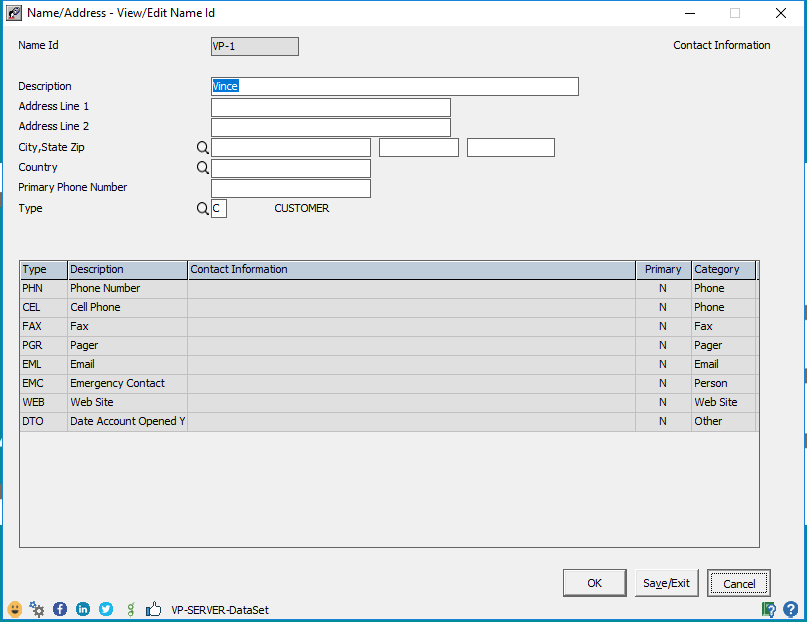 Name/Address - View/Edit Name Id
Name Id VP-1 Contact Information
Description Vince
Address Line 1
Address Line 2
City,State Zip
Country
Primary Phone Number
Type C CUSTOMER
Type Description Contact Information Primary Category
PHN Phone Number N Phone
CEL Cell Phone N Phone
FAX Fax N Fax
PGR Pager N Pager
EML Email N Email
EMC Emergency Contact N Person
WEB Web Site N Web Site
DTO Date Account Opened Y N Other
OK Save/Exit Cancel
VP-SERVER-DataSet